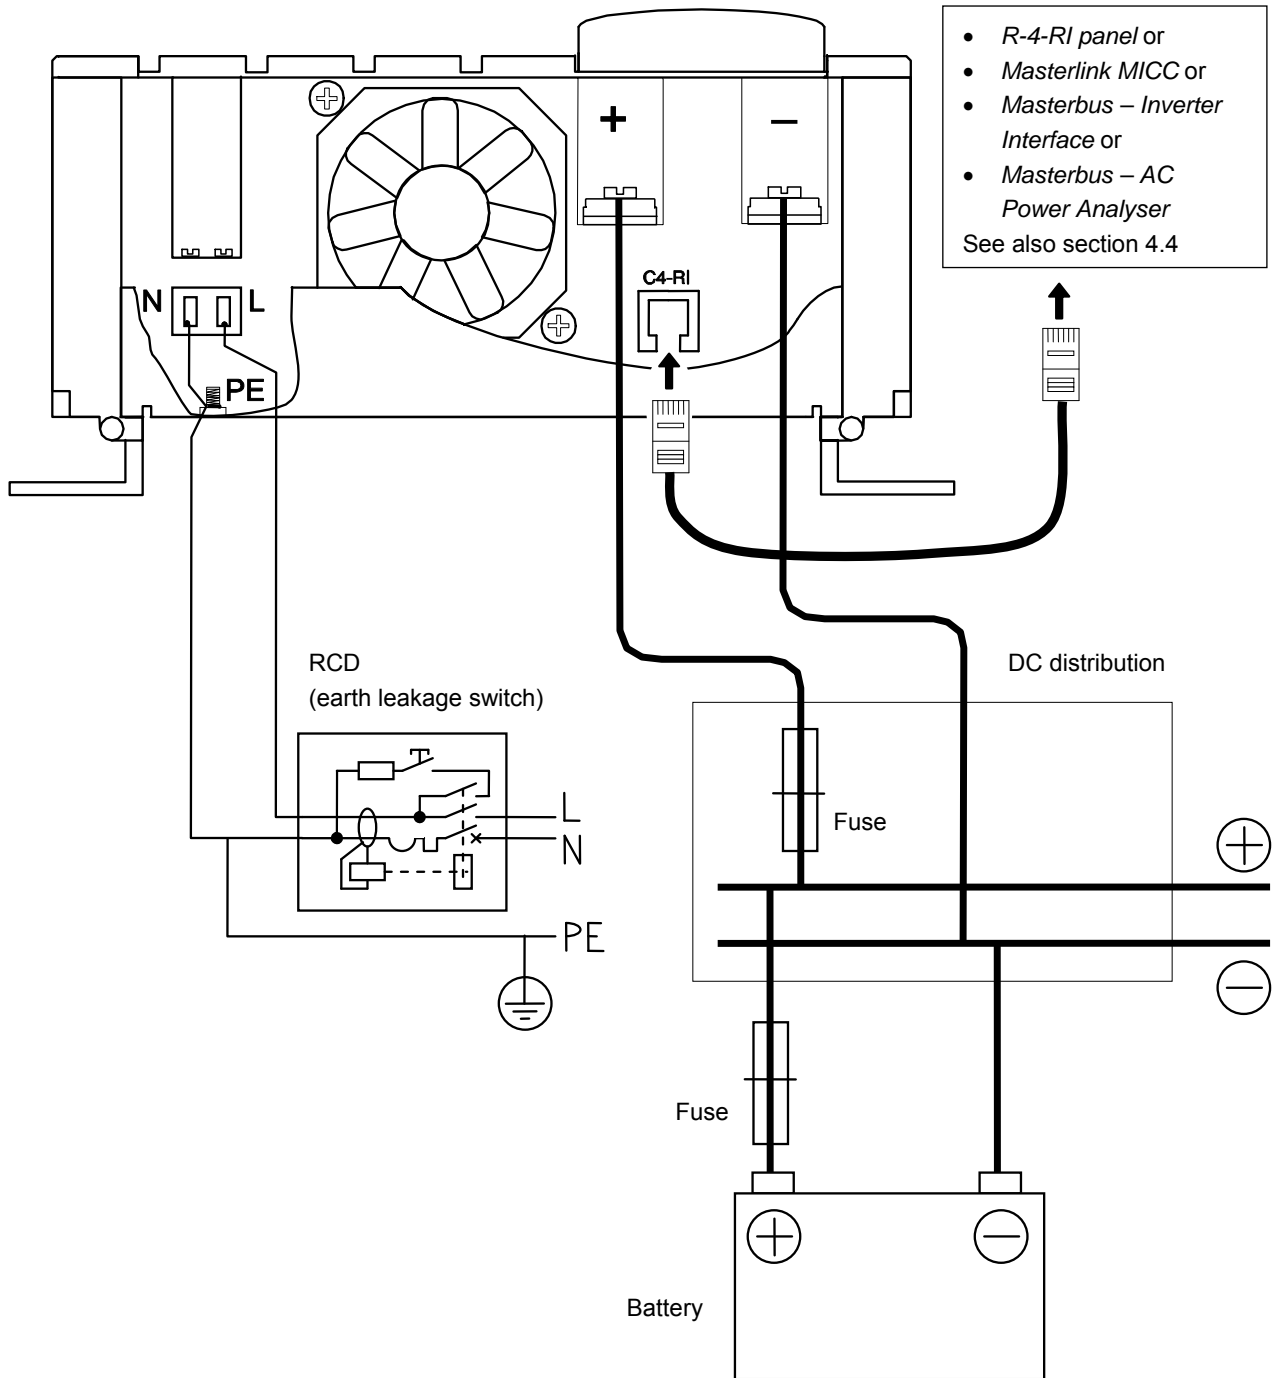 • R-4-RI panel or
• Masterlink MICC or
• Masterbus – Inverter
Interface or
• Masterbus – AC
Power Analyser
See also section 4.4
+
–
C4-RI
N
L
PE
RCD
(earth leakage switch)
DC distribution
L
N
Fuse
PE
Fuse
Battery